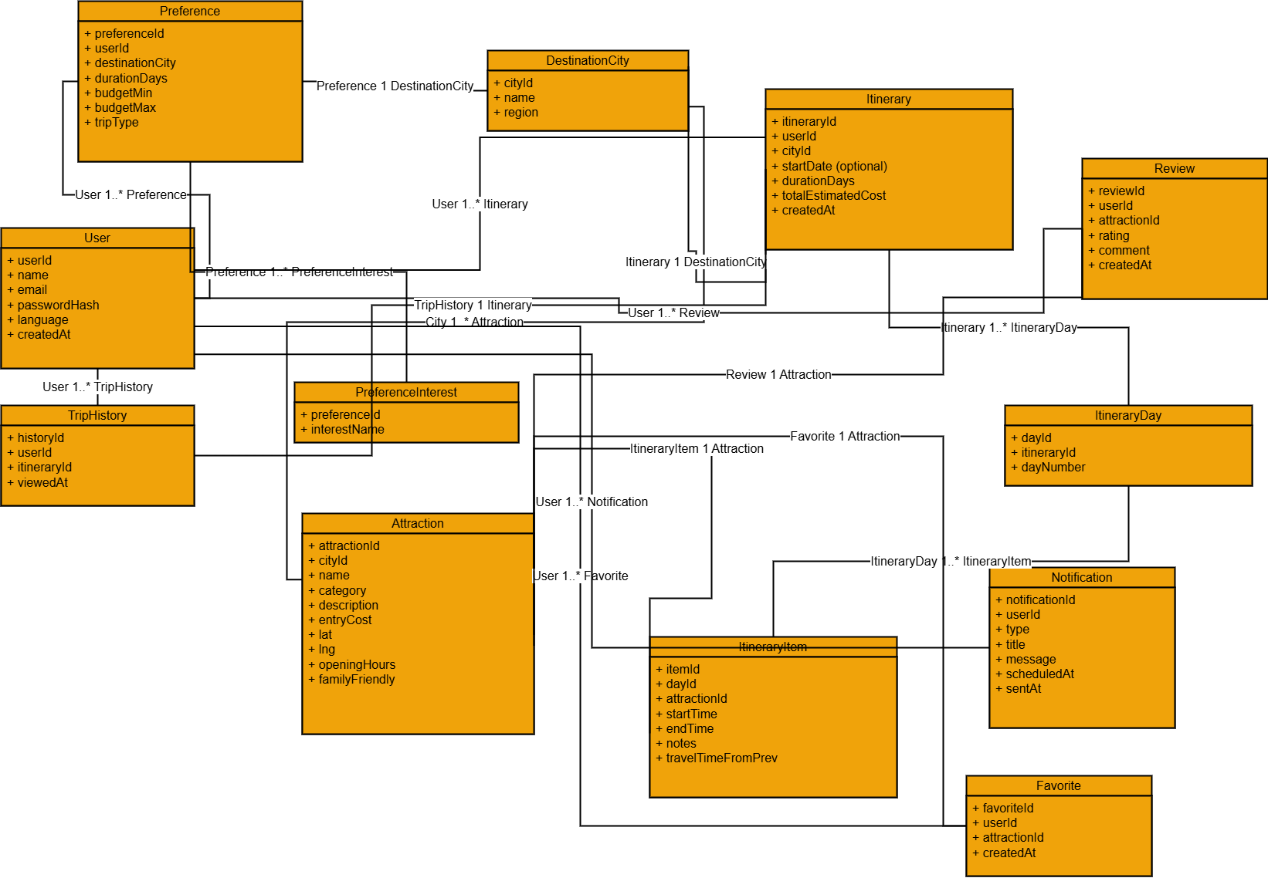 Preference
+ preferenceId
+ userId
+ destinationCity
+ durationDays
+ budgetMin
+ budgetMax
+ tripType
Preference 1 DestinationCity
DestinationCity
+ cityId
+ name
+ region
Itinerary
+ itineraryId
+ userId
+ cityId
+ startDate (optional)
+ durationDays
+ totalEstimatedCost
+ createdAt
Review
+ reviewId
+ userId
+ attractionId
+ rating
+ comment
+ createdAt
User 1..* Preference
User 1..* Itinerary
User
+ userId
+ name
+ email
+ passwordHash
+ language
+ createdAt
Preference 1..* PreferenceInterest
Itinerary 1 DestinationCity
TripHistory 1 Itinerary
City 1..* Attraction
User 1..* Review
Itinerary 1..* ItineraryDay
User 1..* TripHistory
Review 1 Attraction
TripHistory
+ historyId
+ userId
+ itineraryId
+ viewedAt
PreferenceInterest
+ preferenceId
+ interestName
ItineraryDay
+ dayId
+ itineraryId
+ dayNumber
Favorite 1 Attraction
ItineraryItem 1 Attraction
User 1..* Notification
Attraction
+ attractionId
+ cityId
+ name
+ category
+ description
+ entryCost
+ lat
+ lng
+ openingHours
+ familyFriendly
User 1..* Favorite
ItineraryDay 1..* ItineraryItem
Notification
+ notificationId
+ userId
+ type
+ title
+ message
+ scheduledAt
+ sentAt
ItineraryItem
+ itemId
+ dayId
+ attractionId
+ startTime
+ endTime
+ notes
+ travelTimeFromPrev
Favorite
+ favoriteId
+ userId
+ attractionId
+ createdAt